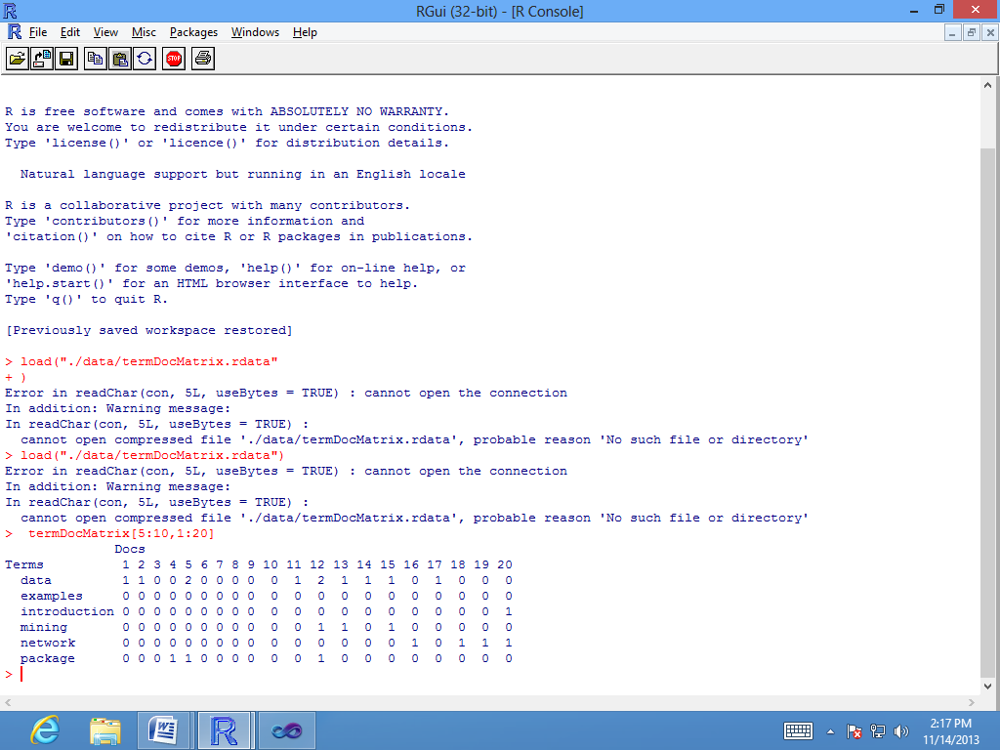 RGui (32-bit) - [R Console]
File Edit View Misc Packages Windows Help
STOP
R is free software and comes with ABSOLUTELY NO WARRANTY.
You are welcome to redistribute it under certain conditions.
Type 'license()' or 'licence()' for distribution details.
Natural language support but running in an English locale
R is a collaborative project with many contributors.
Type 'contributors()' for more information and
'citation()' on how to cite R or R packages in publications.
Type 'demo()' for some demos, 'help()' for on-line help, or
'help.start()' for an HTML browser interface to help.
Type 'q()' to quit R.
[Previously saved workspace restored]
> load("./data/termDocMatrix.rdata"
+ )
Error in readChar(con, 5L, useBytes = TRUE) : cannot open the connection
In addition: Warning message:
In readChar(con, 5L, useBytes = TRUE) :
cannot open compressed file './data/termDocMatrix.rdata', probable reason 'No such file or directory'
> load("./data/termDocMatrix.rdata")
Error in readChar(con, 5L, useBytes = TRUE) : cannot open the connection
In addition: Warning message:
In readChar(con, 5L, useBytes = TRUE) :
cannot open compressed file './data/termDocMatrix.rdata', probable reason 'No such file or directory'
>  termDocMatrix[5:10,1:20]
Docs
Terms 1 2 3 4 5 6 7 8 9 10 11 12 13 14 15 16 17 18 19 20
data 1 1 0 0 2 0 0 0 0 0 1 2 1 1 1 0 1 0 0 0
examples 0 0 0 0 0 0 0 0 0 0 0 0 0 0 0 0 0 0 0 0
introduction 0 0 0 0 0 0 0 0 0 0 0 0 0 0 0 0 0 0 0 1
mining 0 0 0 0 0 0 0 0 0 0 0 1 1 0 1 0 0 0 0 0
network 0 0 0 0 0 0 0 0 0 0 0 0 0 0 0 1 0 1 1 1
package 0 0 0 1 1 0 0 0 0 0 0 1 0 0 0 0 0 0 0 0
>
2:17 PM
11/14/2013